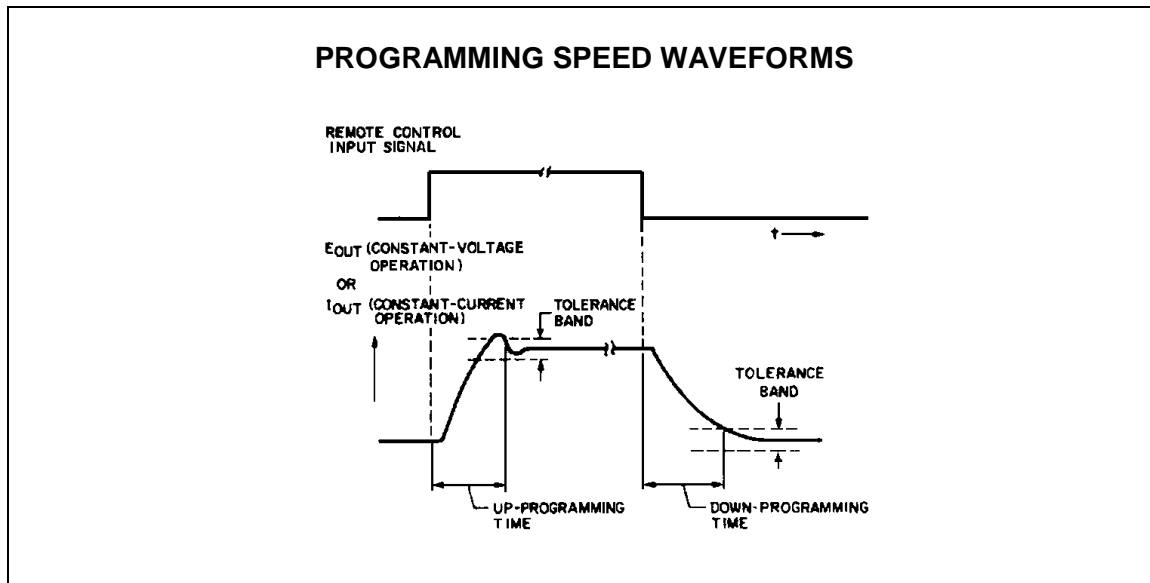 PROGRAMMING SPEED WAVEFORMS
REMOTE CONTROL
INPUT SIGNAL
t
EOUT (CONSTANT-VOLTAGE
OPERATION)
OR
IOUT (CONSTANT-CURRENT
OPERATION)
TOLERANCE
BAND
TOLERANCE
BAND
UP-PROGRAMMING
TIME
DOWN-PROGRAMMING
TIME